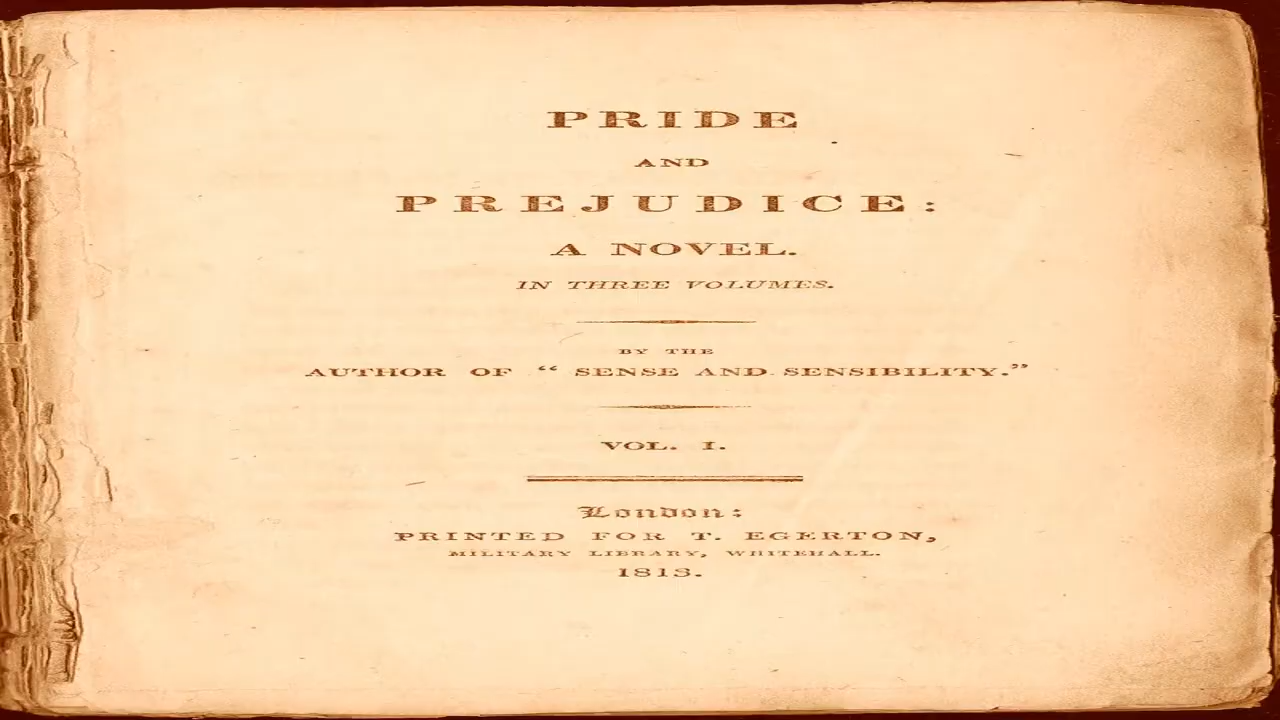 PRIDE
AND
PREJUDICE:
A NOVEL.
IN THREE VOLUMES.
BY THE
AUTHOR OF “ SENSE AND SENSIBILITY.”
VOL. I.
London:
PRINTED FOR T. EGERTON,
MILITARY LIBRARY, WHITEHALL.
1813.